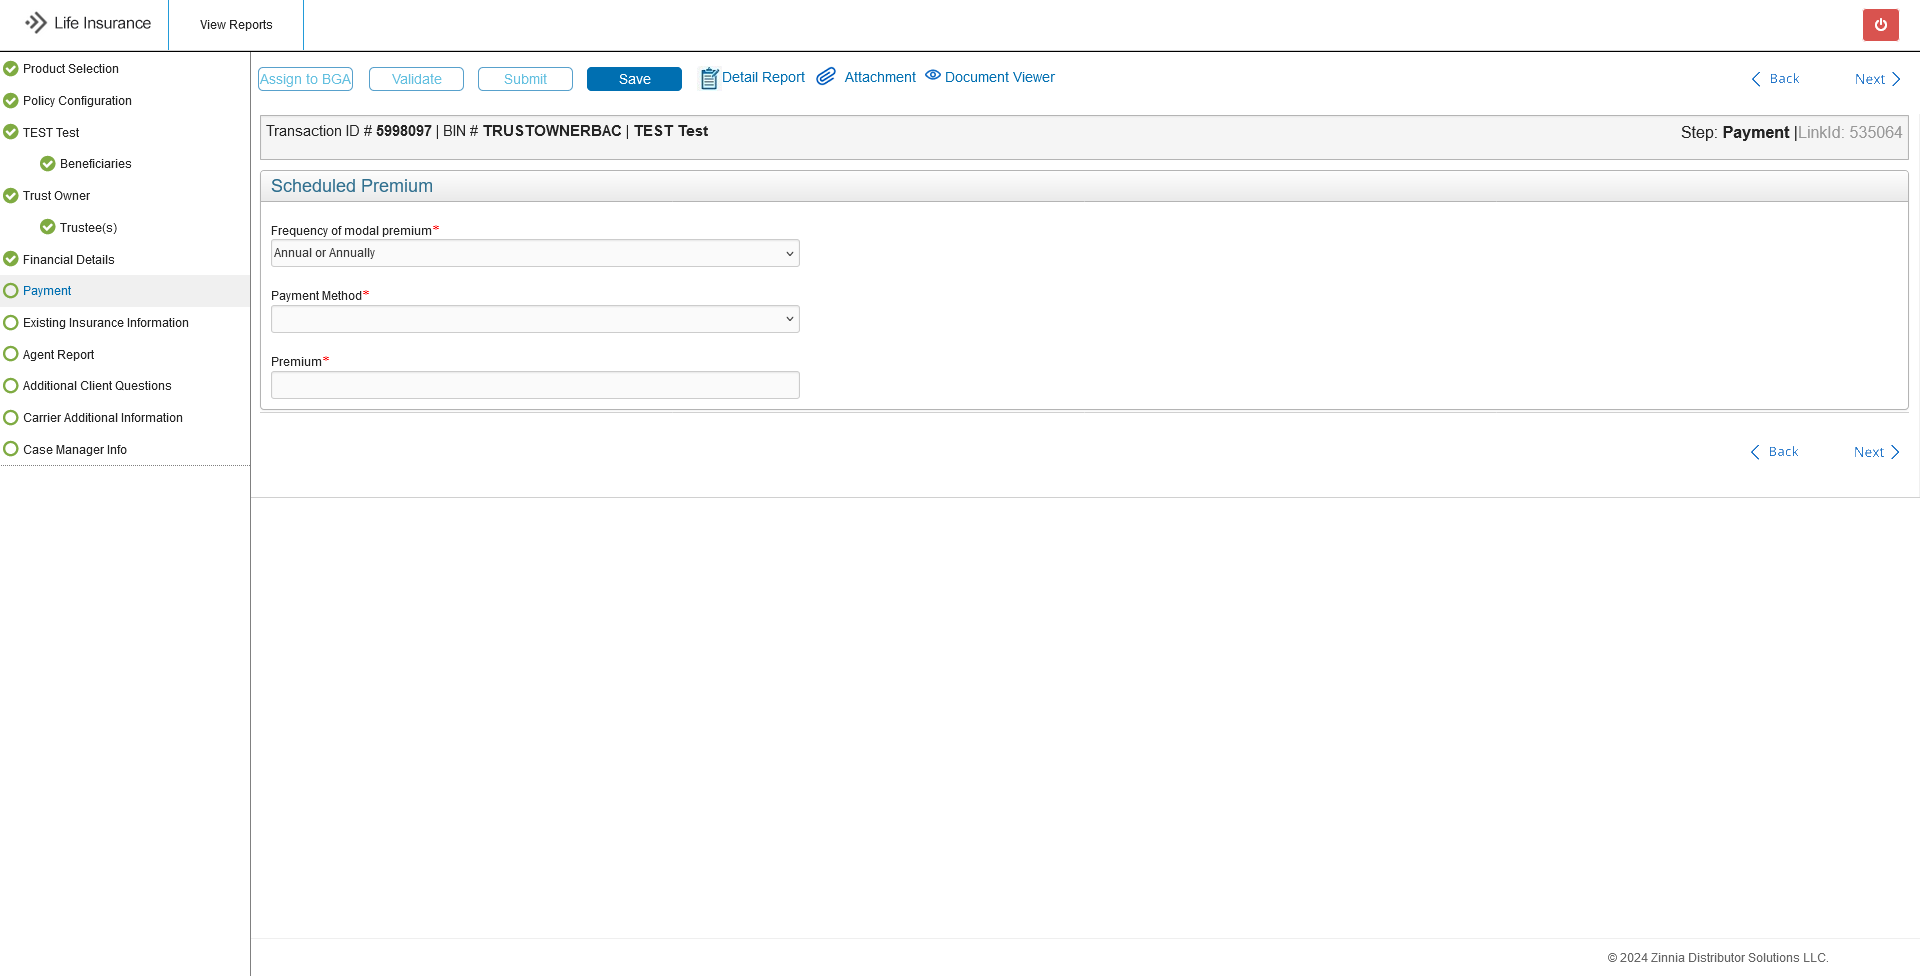 Life Insurance
View Reports
Product Selection
Policy Configuration
TEST Test
Beneficiaries
Trust Owner
Trustee(s)
Financial Details
Payment
Existing Insurance Information
Agent Report
Additional Client Questions
Carrier Additional Information
Case Manager Info
Assign to BGA Validate Submit Save Detail Report Attachment Document Viewer Back Next
Transaction ID # 5998097 | BIN # TRUSTOWNERBAC | TEST Test
Step: Payment |LinkId: 535064
Scheduled Premium
Frequency of modal premium*
Annual or Annually
Payment Method*
Premium*
Back Next
© 2024 Zinnia Distributor Solutions LLC.